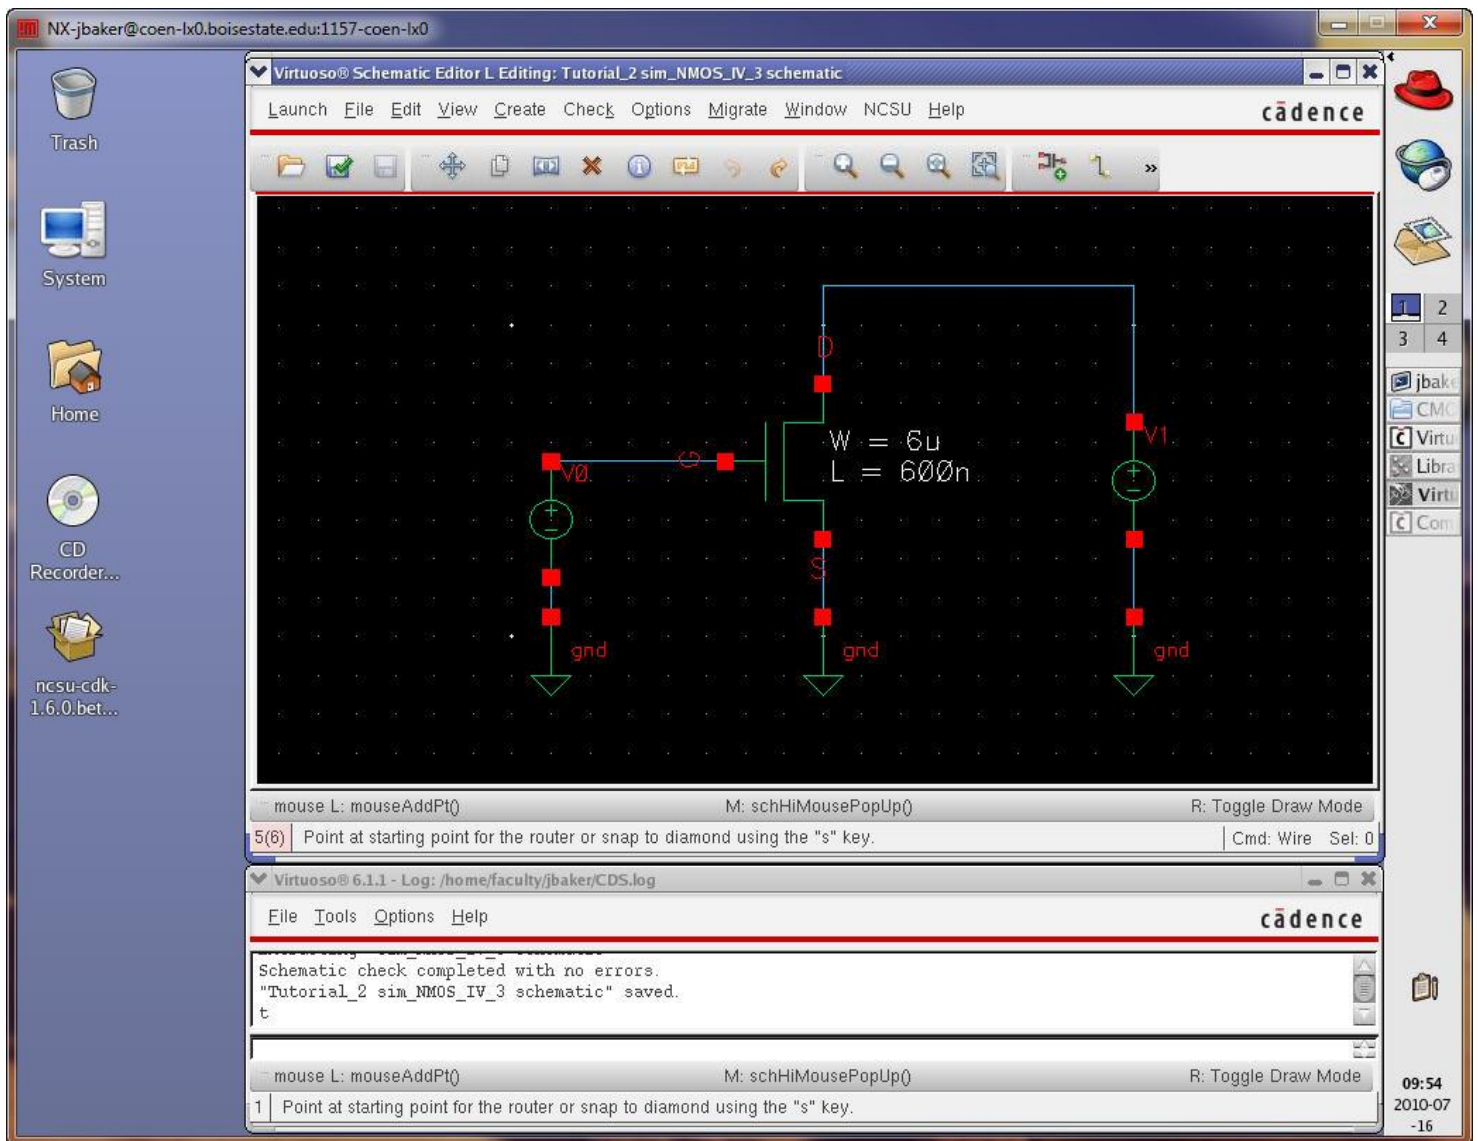 NX-jbaker@coen-lx0.boisestate.edu:1157-coen-lx0
Trash
System
Home
CD
Recorder...
ncsu-cdk-
1.6.0.bet...
Virtuoso® Schematic Editor L Editing: Tutorial_2 sim_NMOS_IV_3 schematic
Launch File Edit View Create Check Options Migrate Window NCSU Help
cādence
»
D
W = 6u
L = 600n
G
V0
V1
S
gnd
gnd
gnd
mouse L: mouseAddPt() M: schHiMousePopUp() R: Toggle Draw Mode
5(6) Point at starting point for the router or snap to diamond using the "s" key. Cmd: Wire Sel: 0
Virtuoso® 6.1.1 - Log: /home/faculty/jbaker/CDS.log
File Tools Options Help
cādence
Schematic check completed with no errors.
"Tutorial_2 sim_NMOS_IV_3 schematic" saved.
t
mouse L: mouseAddPt() M: schHiMousePopUp() R: Toggle Draw Mode
1 Point at starting point for the router or snap to diamond using the "s" key.
1 2
3 4
jbake
CMO
Virtu
Libra
Virtu
Com
09:54
2010-07
-16